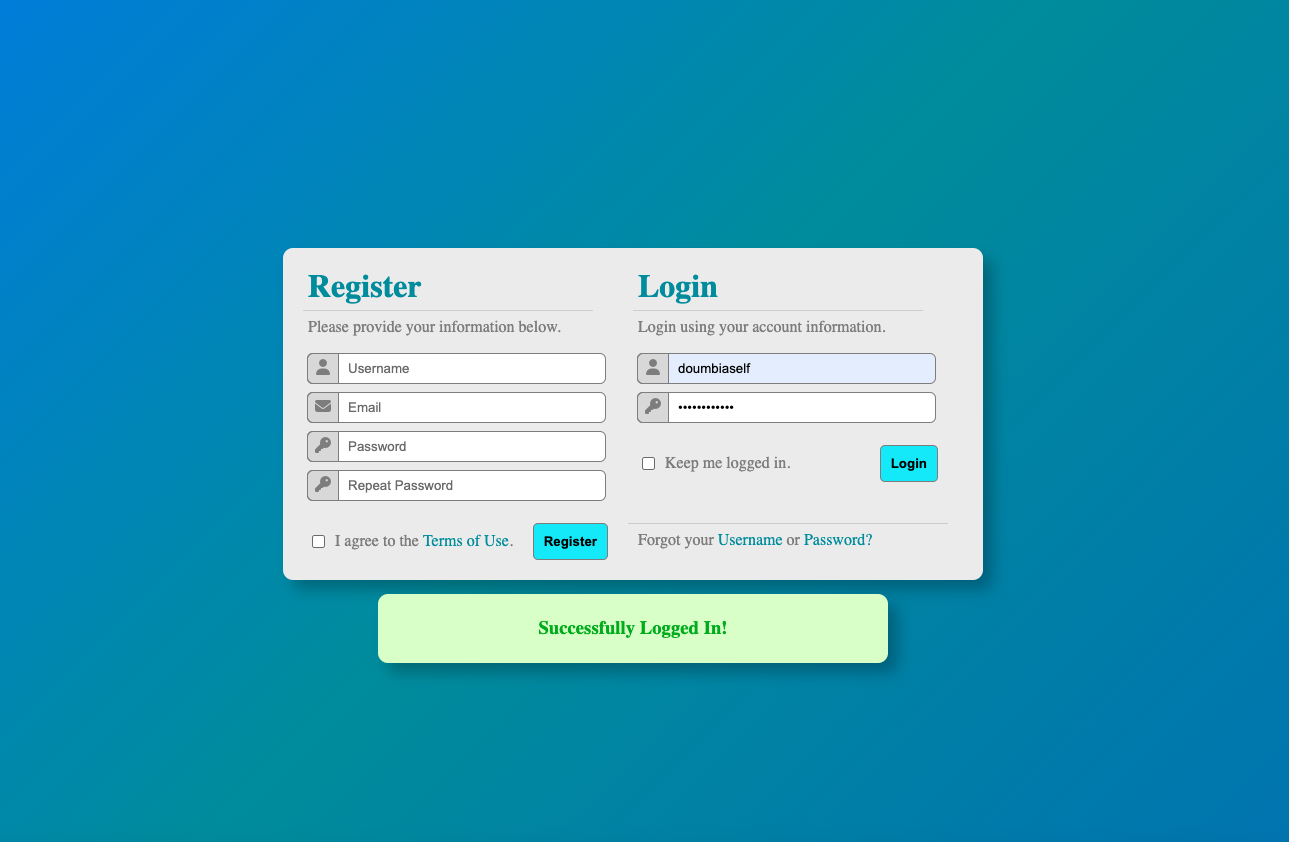 Register
Please provide your information below.
Username
Email
Password
Repeat Password
I agree to the Terms of Use.
Register
Login
Login using your account information.
doumbiaself
••••••••••••
Keep me logged in.
Login
Forgot your Username or Password?
Successfully Logged In!